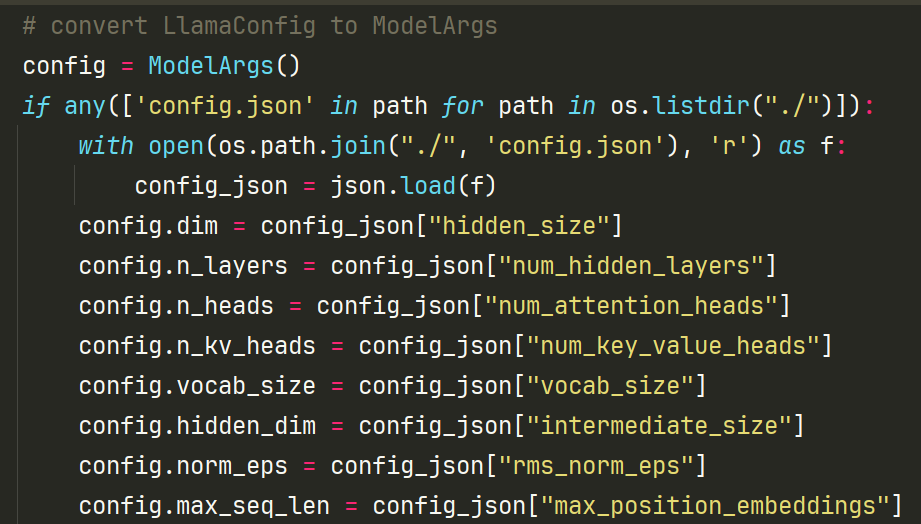 # convert LlamaConfig to ModelArgs
config = ModelArgs()
if any(['config.json' in path for path in os.listdir("./")]):
    with open(os.path.join("./", 'config.json'), 'r') as f:
        config_json = json.load(f)
    config.dim = config_json["hidden_size"]
    config.n_layers = config_json["num_hidden_layers"]
    config.n_heads = config_json["num_attention_heads"]
    config.n_kv_heads = config_json["num_key_value_heads"]
    config.vocab_size = config_json["vocab_size"]
    config.hidden_dim = config_json["intermediate_size"]
    config.norm_eps = config_json["rms_norm_eps"]
    config.max_seq_len = config_json["max_position_embeddings"]